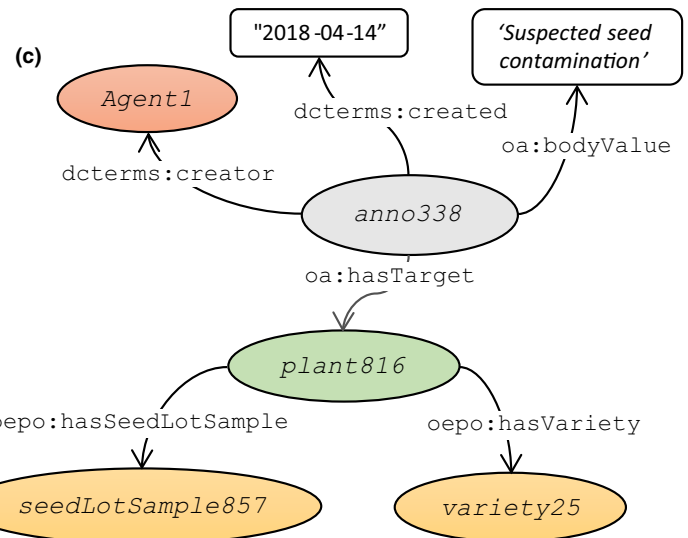 (c)
"2018-04-14”
‘Suspected seed
contamination’
Agent1
dcterms:created
oa:bodyValue
dcterms:creator
anno338
oa:hasTarget
plant816
oepo:hasSeedLotSample
oepo:hasVariety
seedLotSample857
variety25